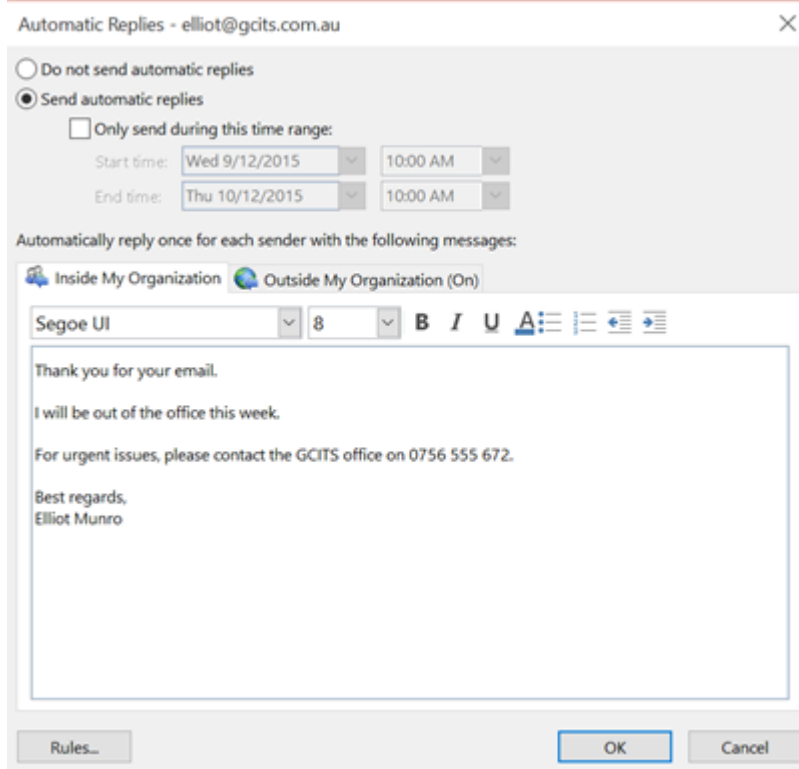 Automatic Replies - elliot@gcits.com.au
Do not send automatic replies
Send automatic replies
Only send during this time range:
Start time: Wed 9/12/2015 10:00 AM
End time: Thu 10/12/2015 10:00 AM
Automatically reply once for each sender with the following messages:
Inside My Organization Outside My Organization (On)
Segoe UI 8 B I U A
Thank you for your email.
I will be out of the office this week.
For urgent issues, please contact the GCITS office on 0756 555 672.
Best regards,
Elliot Munro
Rules... OK Cancel